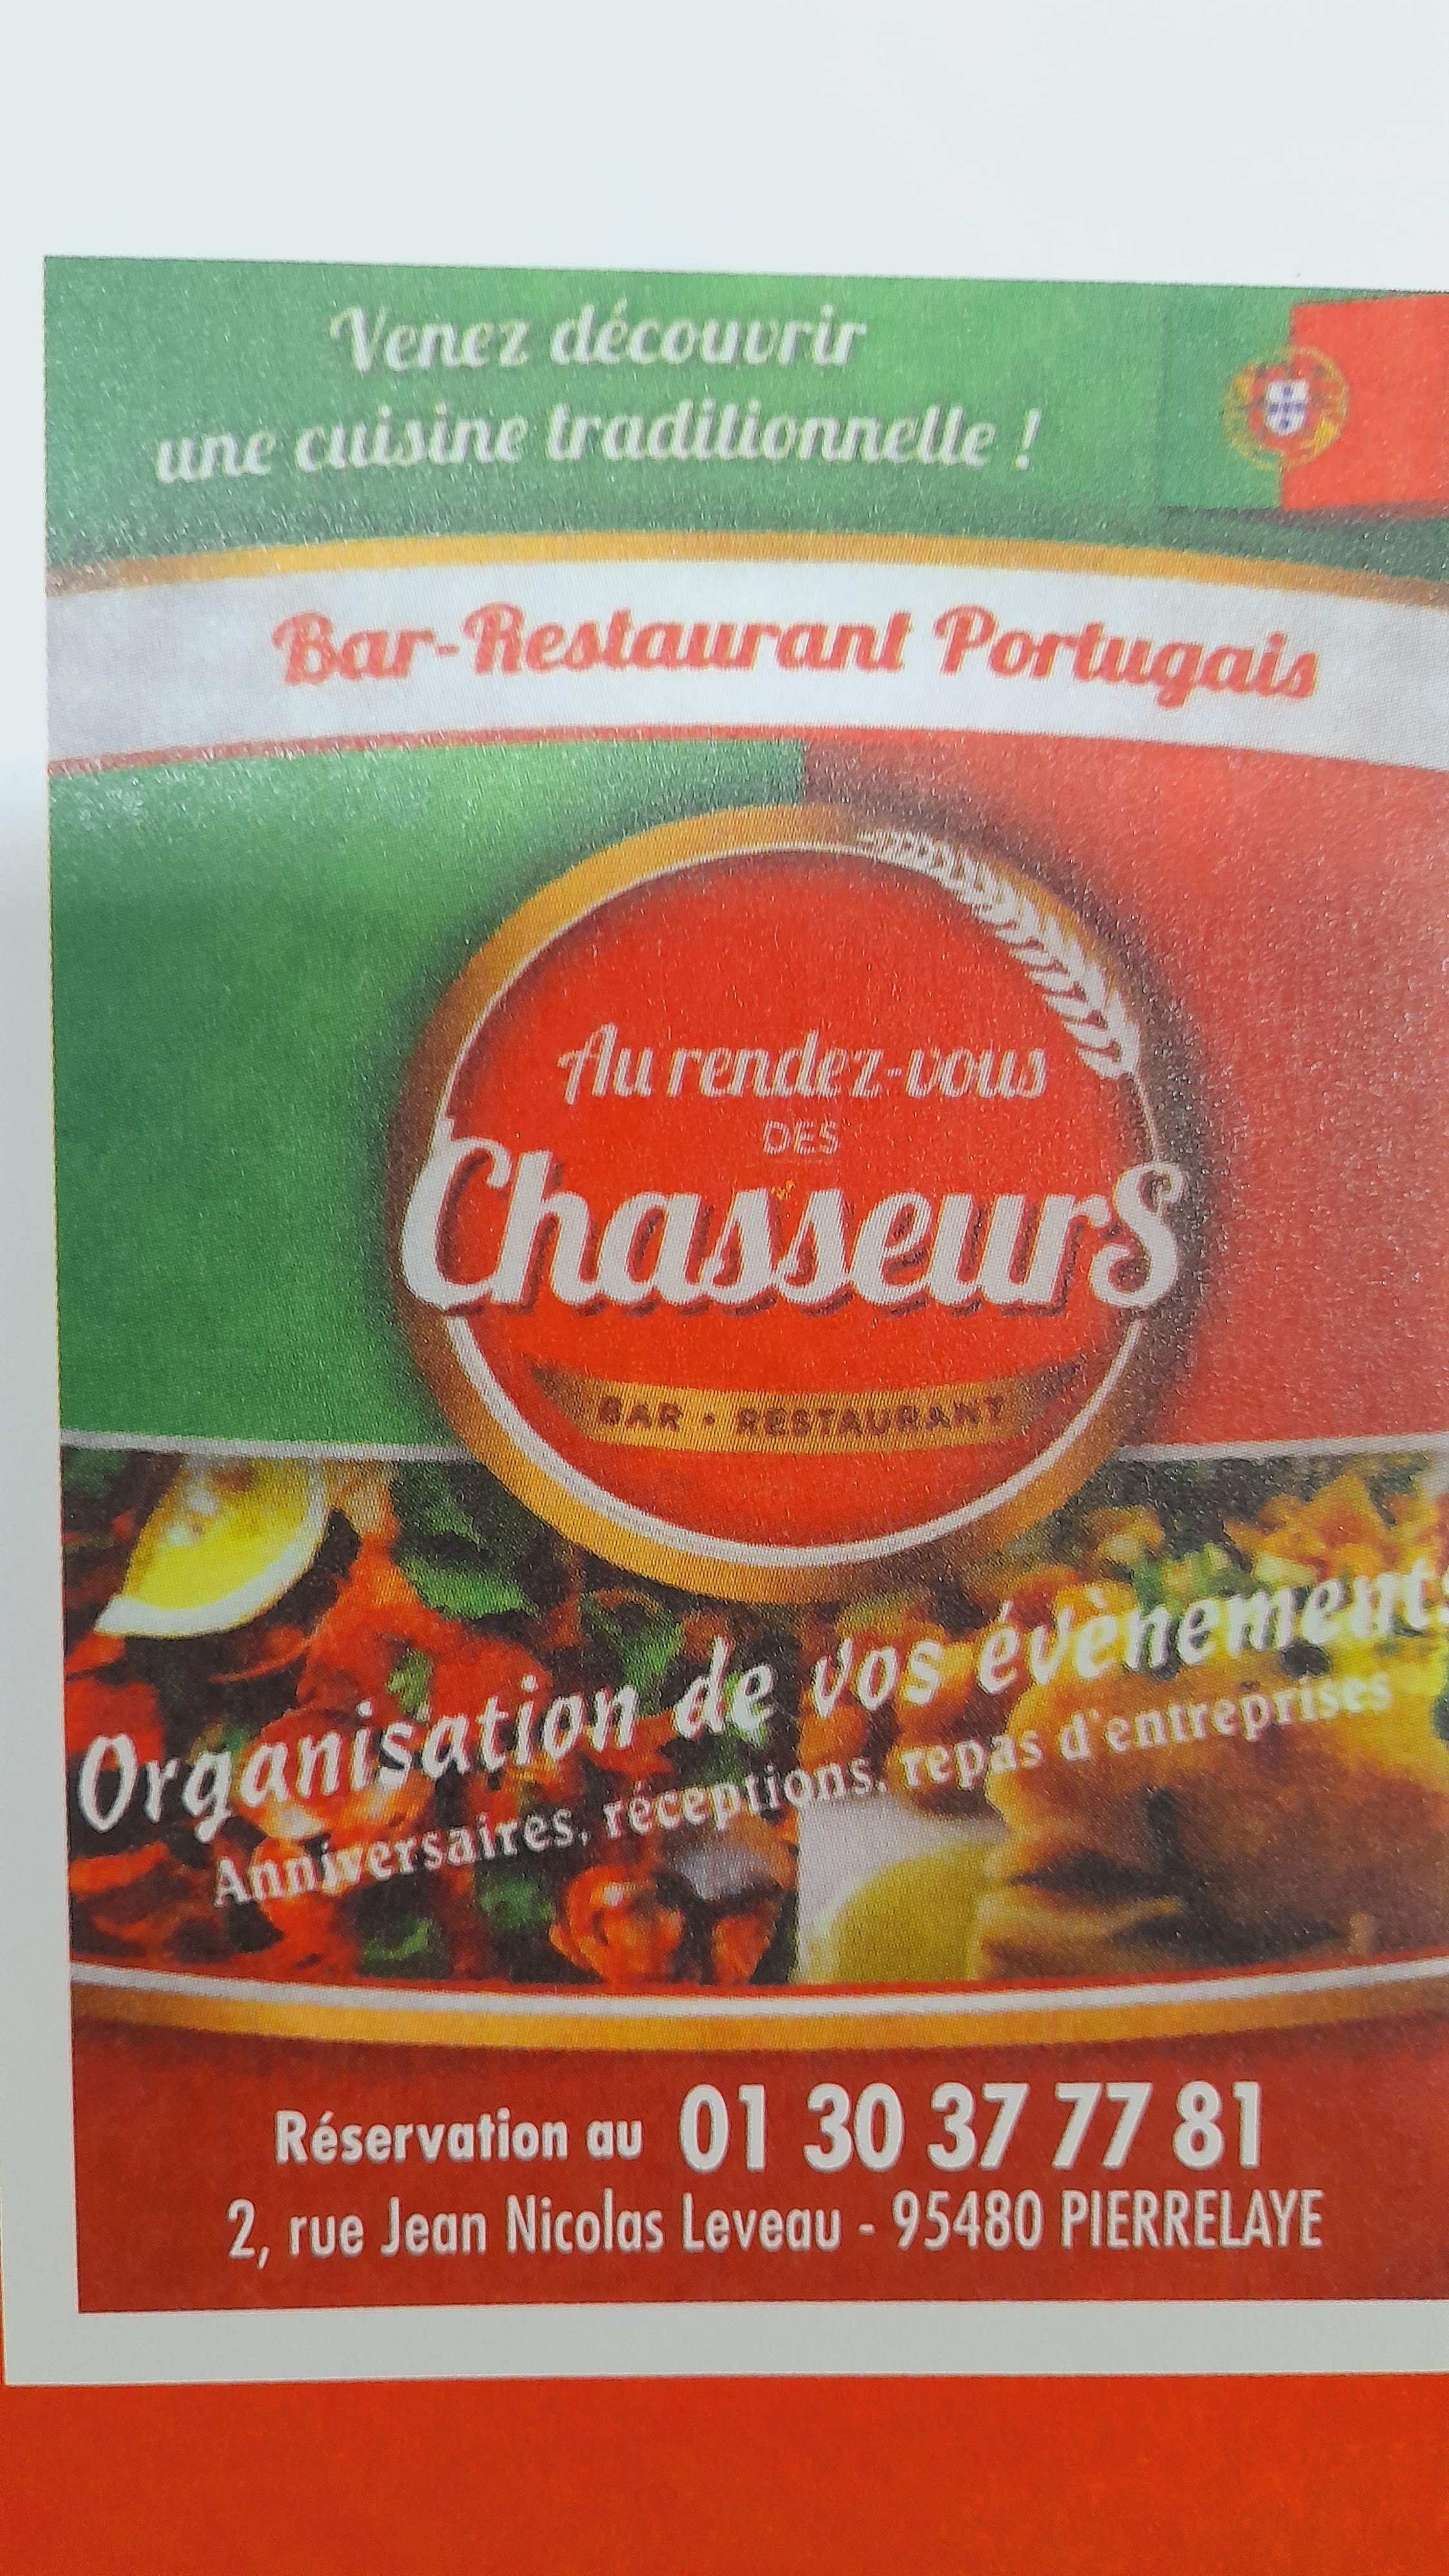 Venez découvrir
une cuisine traditionnelle !
Bar-Restaurant Portugais
Au rendez-vous
DES
Chasseurs
BAR • RESTAURANT
Organisation de vos évènements
Anniversaires, réceptions, repas d'entreprises
Réservation au 01 30 37 77 81
2, rue Jean Nicolas Leveau - 95480 PIERRELAYE